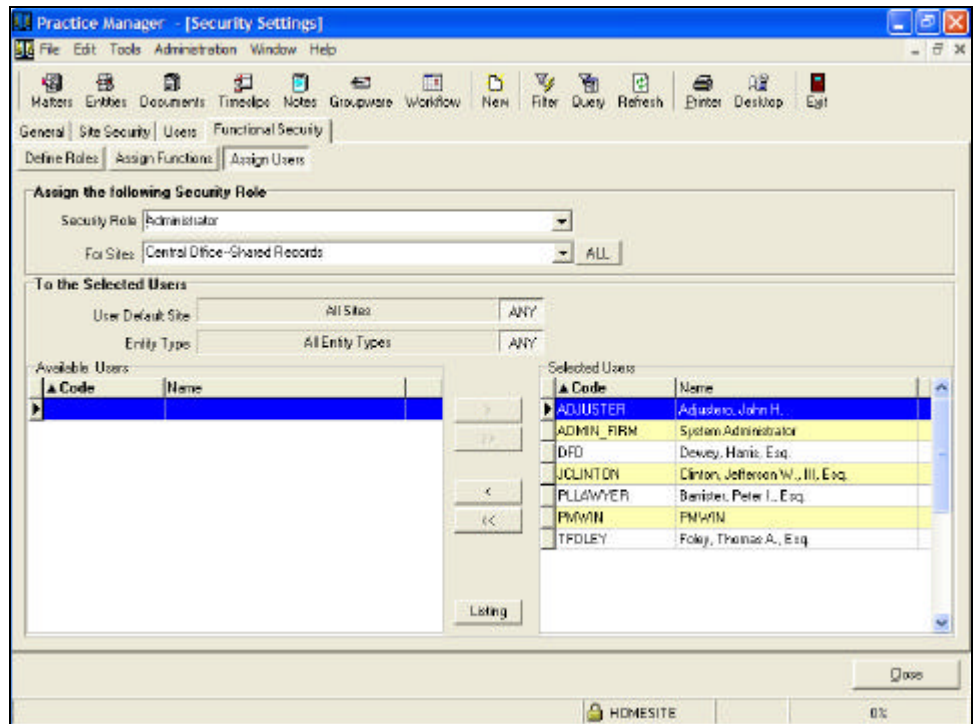 Practice Manager - [Security Settings]
File Edit Tools Administration Window Help
Matters Entities Documents Timeslips Notes Groupware Workflow New Filter Query Refresh Printer Desktop Exit
General Site Security Users Functional Security
Define Roles Assign Functions Assign Users
Assign the following Security Role
Security Role Administrator
For Sites Central Office--Shared Records ALL
To the Selected Users
User Default Site All Sites ANY
Entity Type All Entity Types ANY
Available Users Selected Users
▲ Code Name ▲ Code Name
ADJUSTER Adjustero, John H.
> ADMIN_FIRM System Administrator
>> DFD Dewey, Harris, Esq.
JCLINTON Clinton, Jefferson W., III, Esq.
< PLLAWYER Barrister, Peter I., Esq.
<< PMWIN PMWIN
TFOLEY Foley, Thomas A., Esq.
Listing
Close
HOMESITE 0%